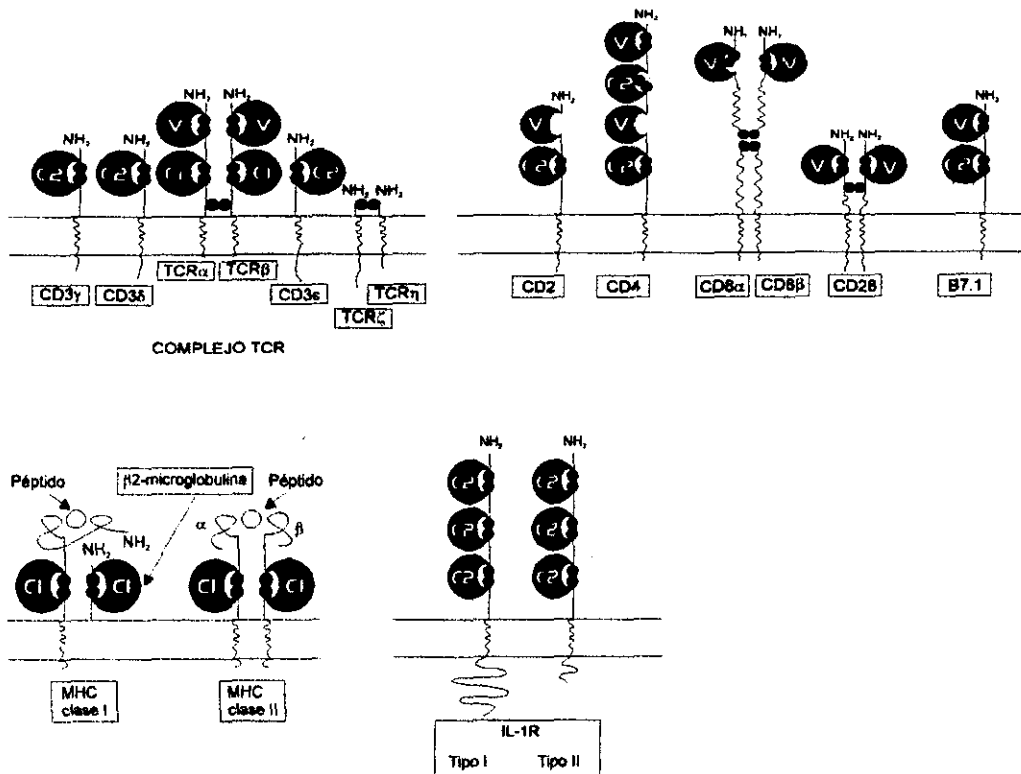 NH2
NH2
NH2
NH2
NH2
NH2
NH2 NH2
C2
C2
V
V
C1
C1
C2
CD3γ
CD3δ
TCRα
TCRβ
CD3ε
TCRζ
TCRη
COMPLEJO TCR
NH2
V
C2
NH2
V
C2
V
C2
NH2 NH2
V
V
NH2 NH2
V
V
NH2
V
C2
CD2
CD4
CD8α
CD8β
CD28
B7.1
Péptido
β2-microglobulina
Péptido
α
β
NH2
NH2
C1
C1
C1
C1
MHC
clase I
MHC
clase II
NH2
NH2
C2
C2
C2
C2
C2
C2
IL-1R
Tipo I
Tipo II